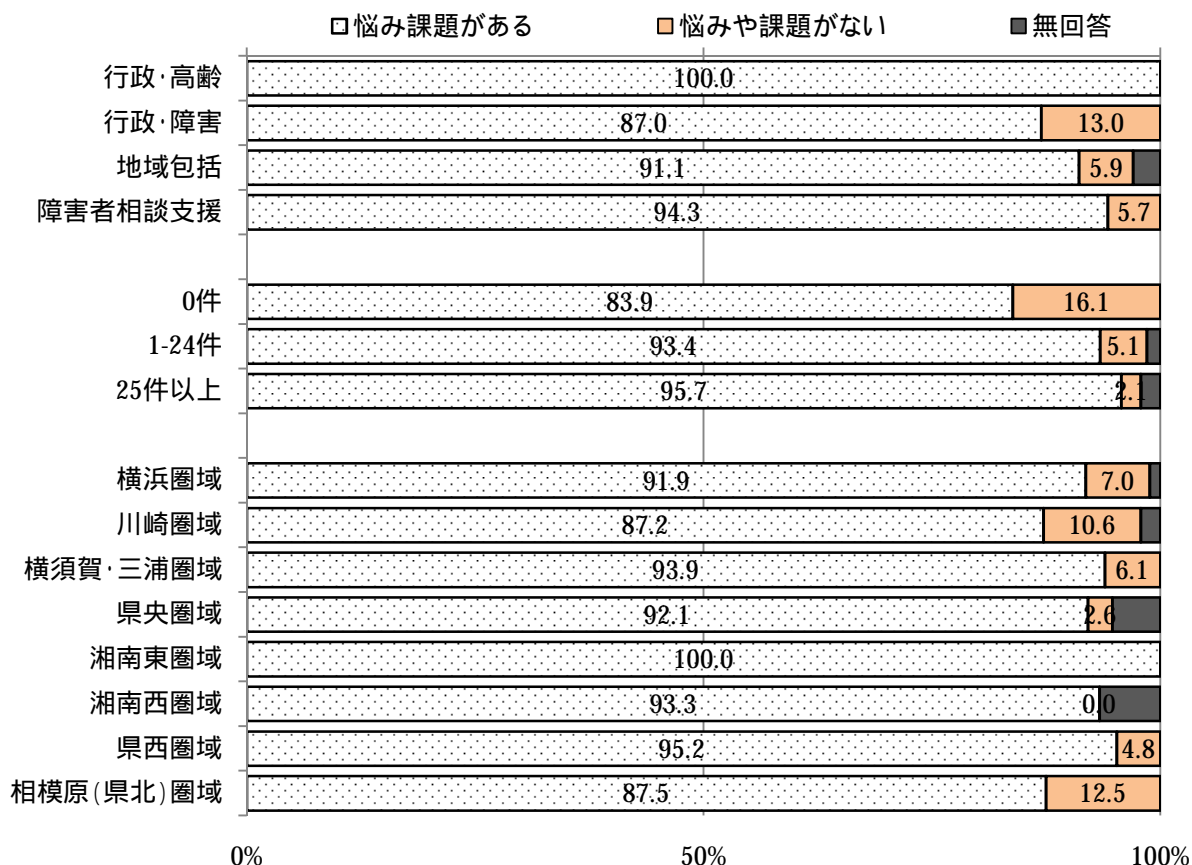 悩み課題がある 悩みや課題がない 無回答
行政・高齢 100.0
行政・障害 87.0 13.0
地域包括 91.1 5.9
障害者相談支援 94.3 5.7
0件 83.9 16.1
1-24件 93.4 5.1
25件以上 95.7 2.1
横浜圏域 91.9 7.0
川崎圏域 87.2 10.6
横須賀・三浦圏域 93.9 6.1
県央圏域 92.1 2.6
湘南東圏域 100.0
湘南西圏域 93.3 0.0
県西圏域 95.2 4.8
相模原(県北)圏域 87.5 12.5
0% 50% 100%